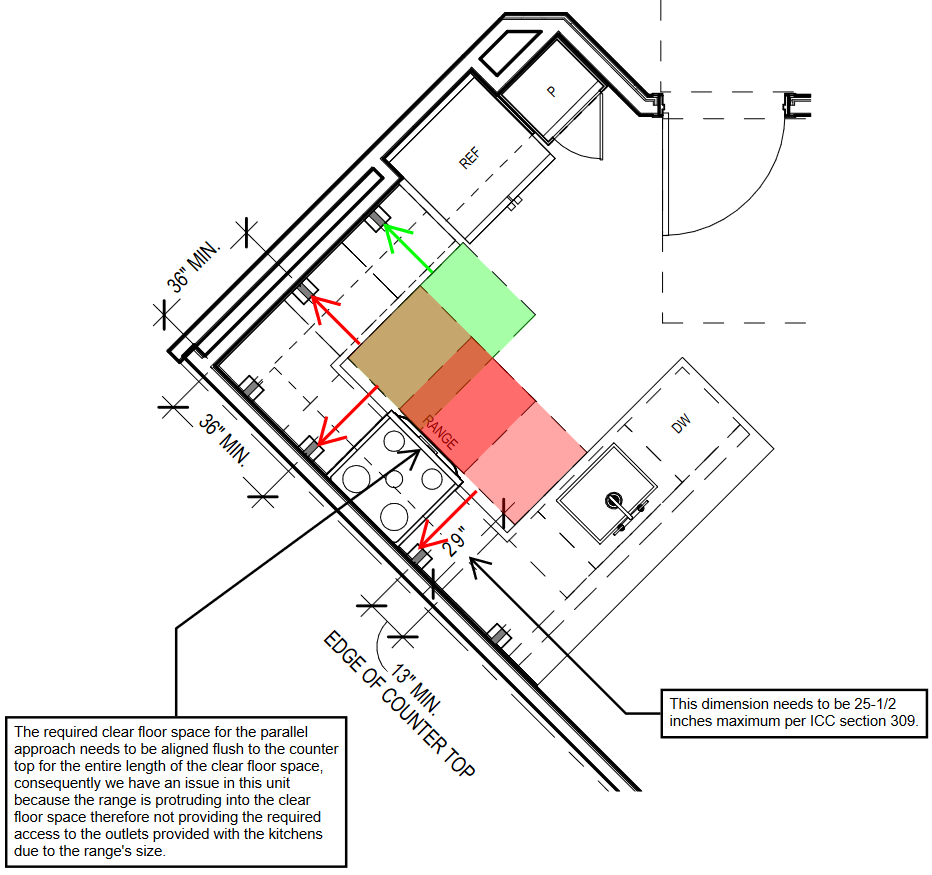 P
REF
36" MIN.
36" MIN.
RANGE
DW
29"
13" MIN.
EDGE OF COUNTER TOP
This dimension needs to be 25-1/2
inches maximum per ICC section 309.
The required clear floor space for the parallel
approach needs to be aligned flush to the counter
top for the entire length of the clear floor space,
consequently we have an issue in this unit
because the range is protruding into the clear
floor space therefore not providing the required
access to the outlets provided with the kitchens
due to the range's size.